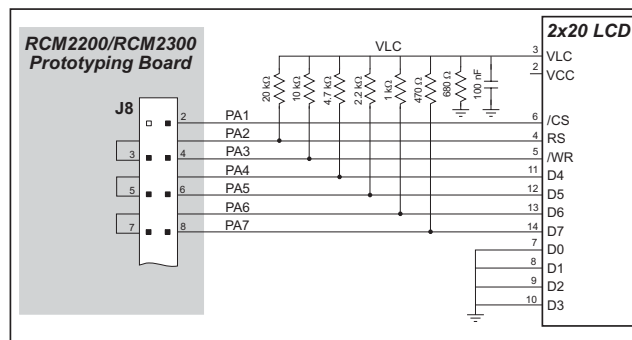 RCM2200/RCM2300
Prototyping Board
2x20 LCD
J8
VLC
20 kΩ
10 kΩ
4.7 kΩ
2.2 kΩ
1 kΩ
470 Ω
680 Ω
100 nF
3 VLC
2 VCC
2 PA1 6 /CS
PA2 4 RS
3 4 PA3 5 /WR
PA4 11 D4
5 6 PA5 12 D5
PA6 13 D6
7 8 PA7 14 D7
7 D0
8 D1
9 D2
10 D3